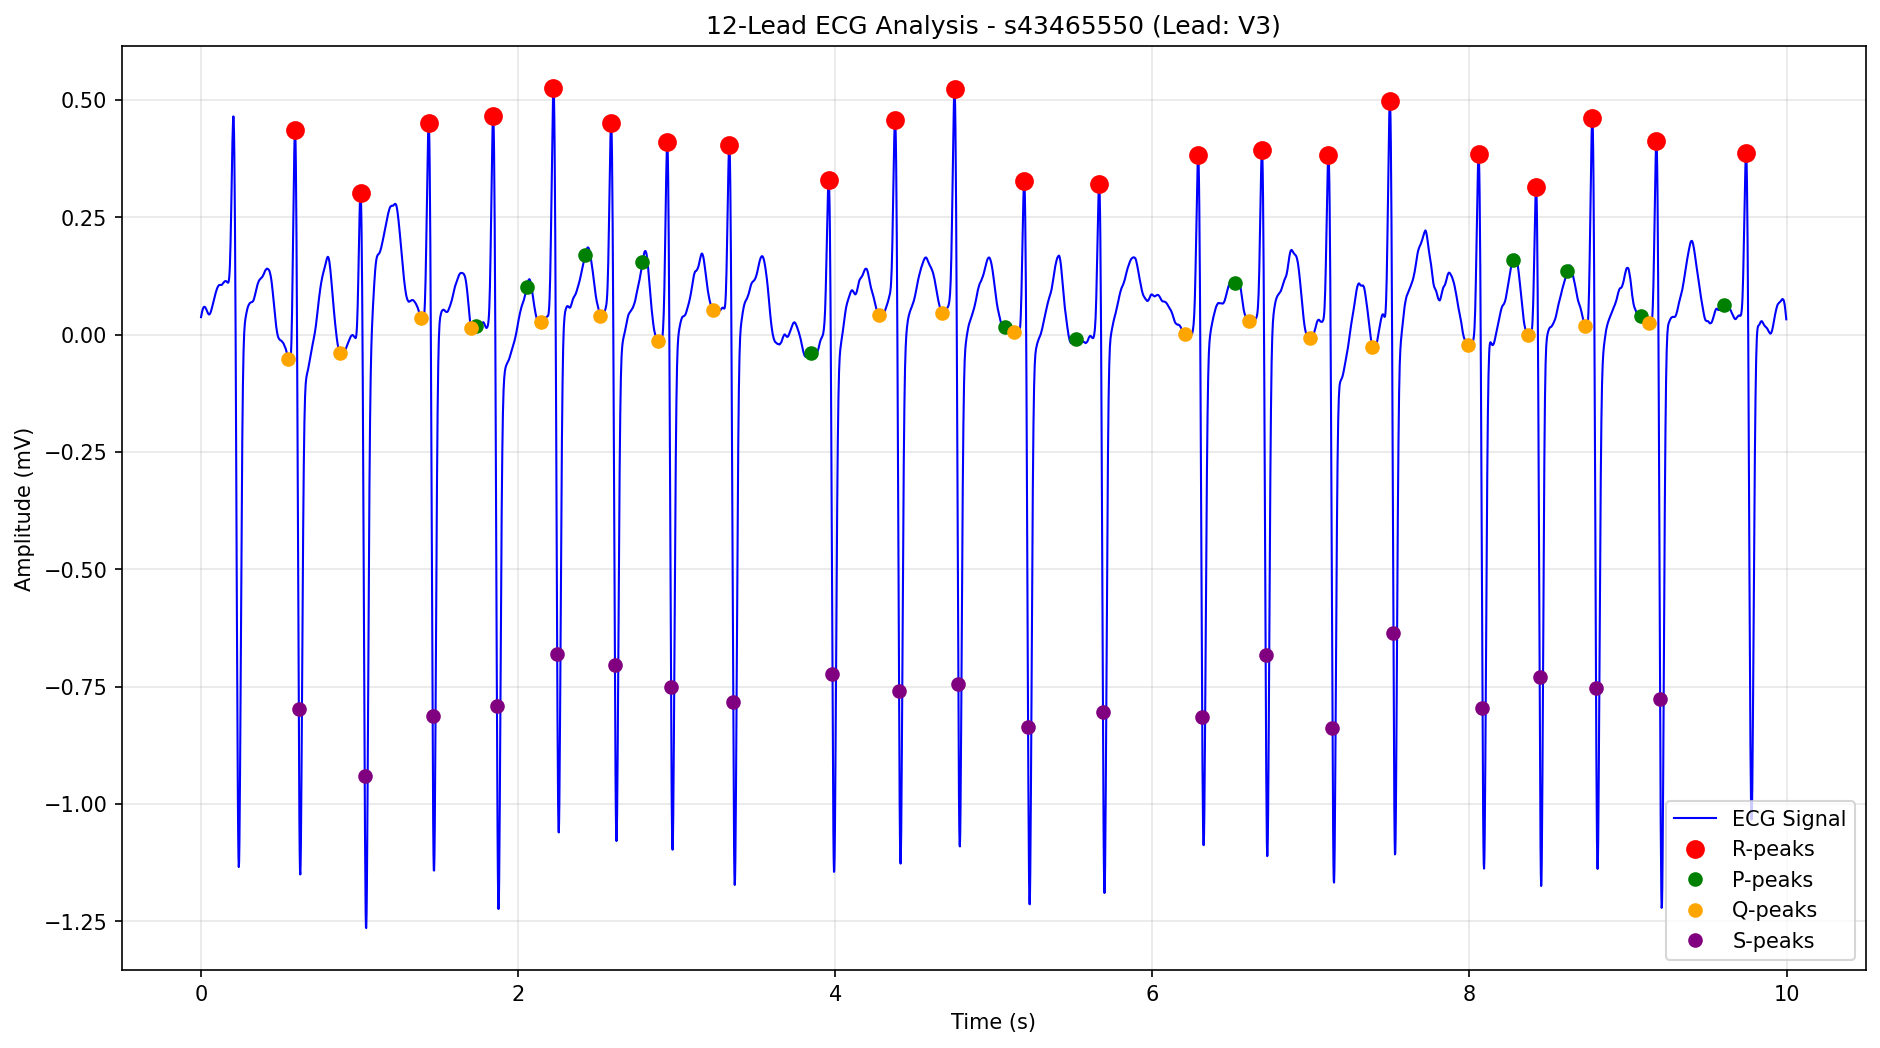 12-Lead ECG Analysis - s43465550 (Lead: V3)
0.50
0.25
0.00
−0.25
−0.50
−0.75
−1.00
−1.25
Amplitude (mV)
0 2 4 6 8 10
Time (s)
ECG Signal
R-peaks
P-peaks
Q-peaks
S-peaks